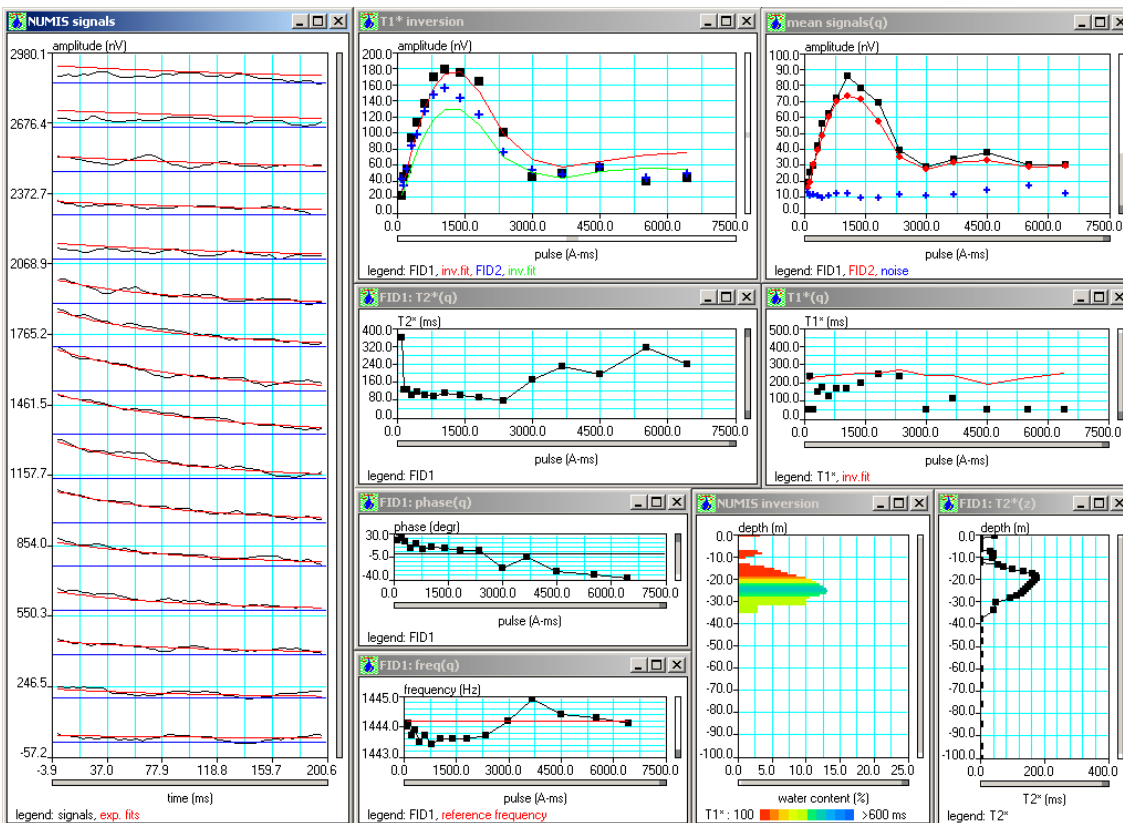 NUMIS signals
amplitude (nV)
2980.1
2676.4
2372.7
2068.9
1765.2
1461.5
1157.7
854.0
550.3
246.5
-57.2
-3.9 37.0 77.9 118.8 159.7 200.6
time (ms)
legend: signals, exp. fits
T1* inversion
amplitude (nV)
200.0
180.0
160.0
140.0
120.0
100.0
80.0
60.0
40.0
20.0
0.0
0.0 1500.0 3000.0 4500.0 6000.0 7500.0
pulse (A-ms)
legend: FID1, inv.fit, FID2, inv.fit
mean signals(q)
amplitude (nV)
100.0
90.0
80.0
70.0
60.0
50.0
40.0
30.0
20.0
10.0
0.0
0.0 1500.0 3000.0 4500.0 6000.0 7500.0
pulse (A-ms)
legend: FID1, FID2, noise
FID1: T2*(q)
T2* (ms)
400.0
320.0
240.0
160.0
80.0
0.0
0.0 1500.0 3000.0 4500.0 6000.0 7500.0
pulse (A-ms)
legend: FID1
T1*(q)
T1* (ms)
500.0
400.0
300.0
200.0
100.0
0.0
0.0 1500.0 3000.0 4500.0 6000.0 7500.0
pulse (A-ms)
legend: T1*, inv.fit
FID1: phase(q)
phase (degr)
30.0
-5.0
-40.0
0.0 1500.0 3000.0 4500.0 6000.0 7500.0
pulse (A-ms)
legend: FID1
FID1: freq(q)
frequency (Hz)
1445.0
1444.0
1443.0
0.0 1500.0 3000.0 4500.0 6000.0 7500.0
pulse (A-ms)
legend: FID1, reference frequency
NUMIS inversion
depth (m)
0.0
-10.0
-20.0
-30.0
-40.0
-50.0
-60.0
-70.0
-80.0
-90.0
-100.0
0.0 5.0 10.0 15.0 20.0 25.0
water content (%)
T1* : 100 >600 ms
FID1: T2*(z)
depth (m)
0.0
-10.0
-20.0
-30.0
-40.0
-50.0
-60.0
-70.0
-80.0
-90.0
-100.0
0.0 200.0 400.0
T2* (ms)
legend: T2*